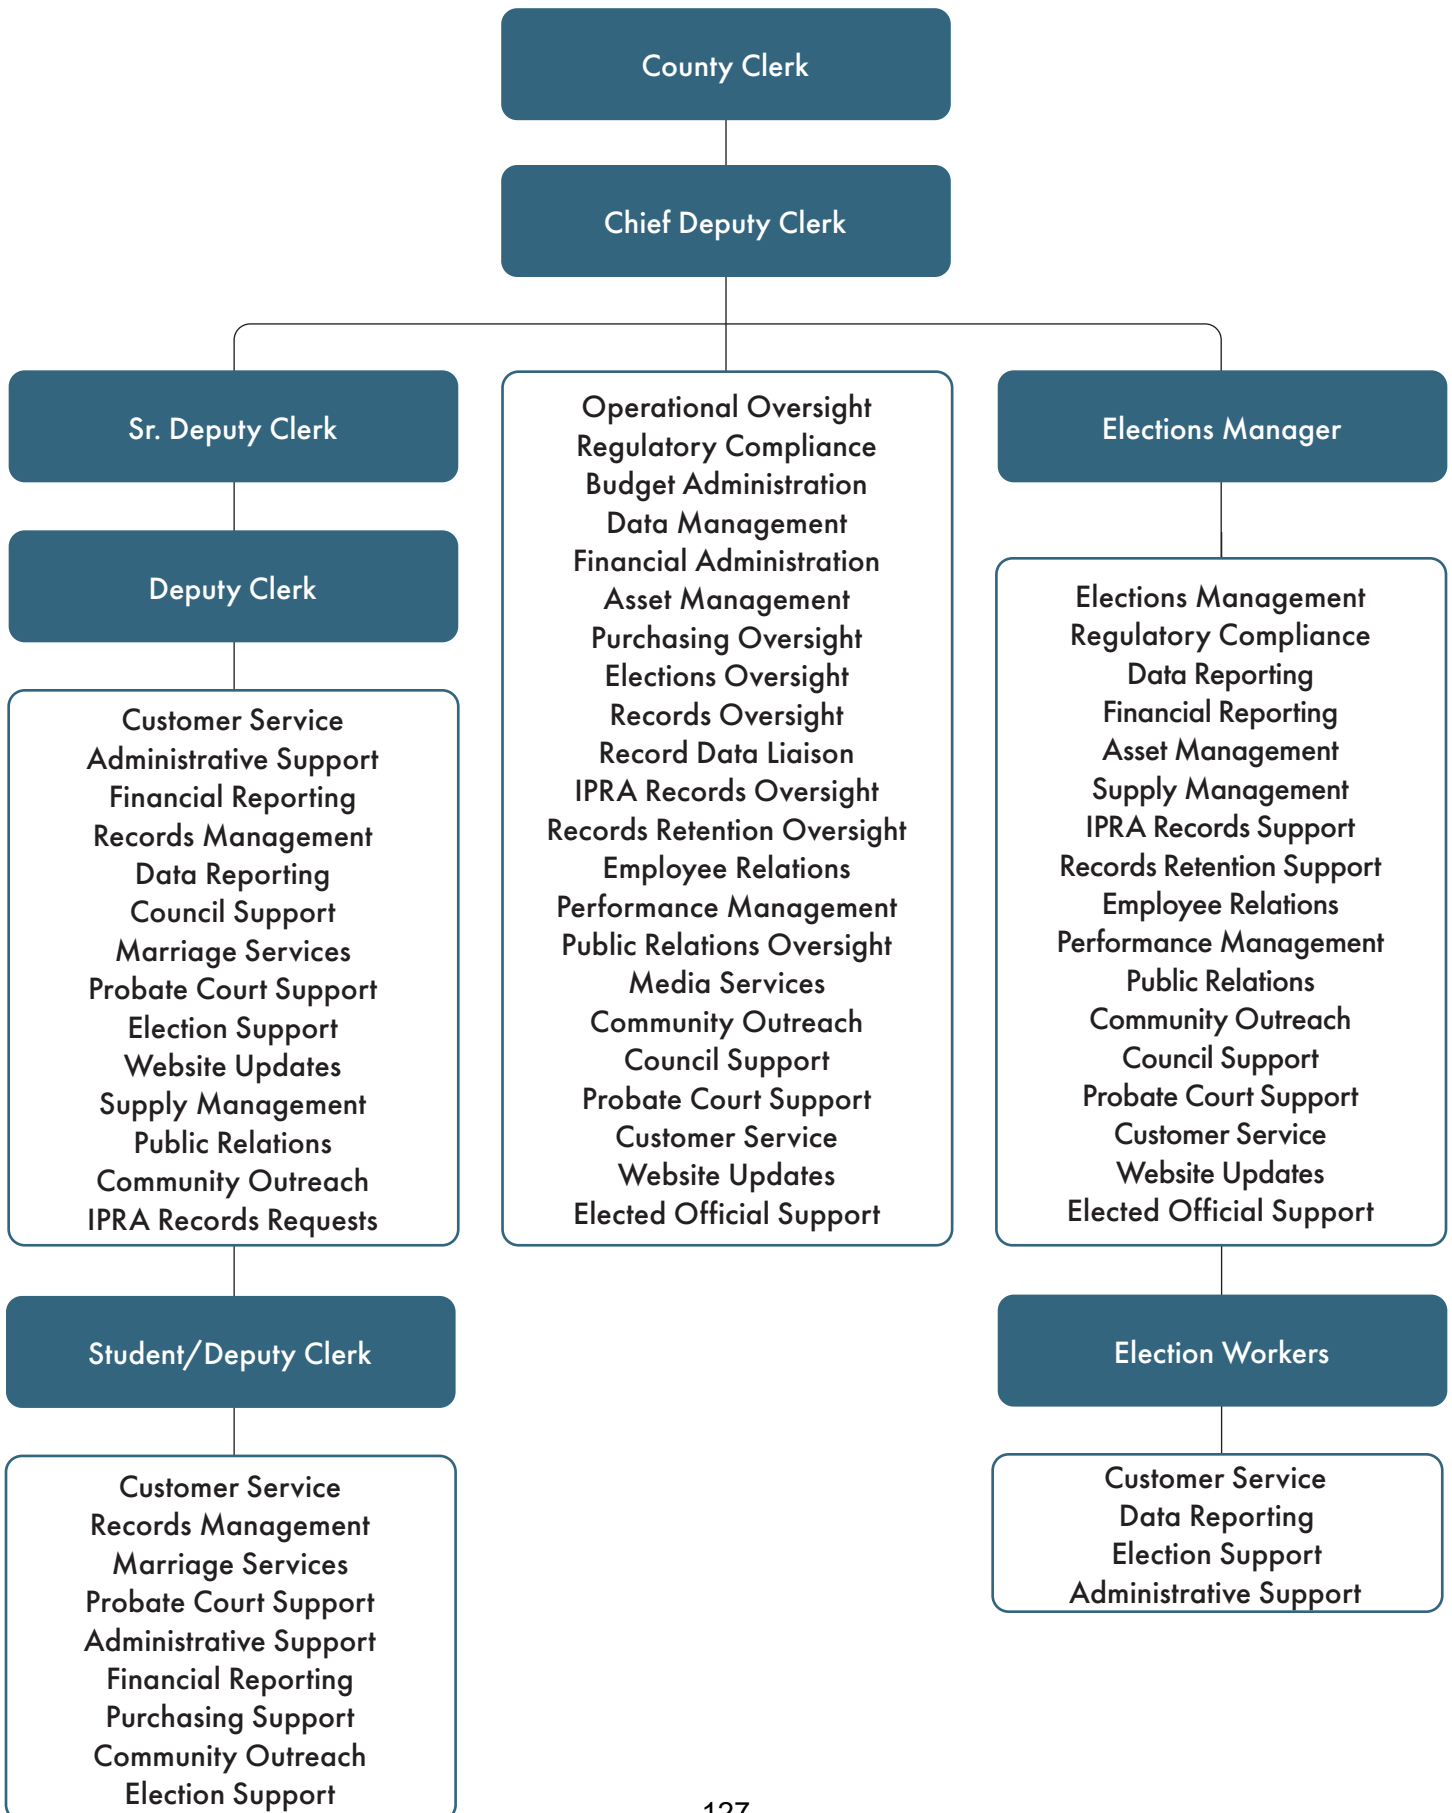 County Clerk
Chief Deputy Clerk
Sr. Deputy Clerk
Deputy Clerk
Customer Service
Administrative Support
Financial Reporting
Records Management
Data Reporting
Council Support
Marriage Services
Probate Court Support
Election Support
Website Updates
Supply Management
Public Relations
Community Outreach
IPRA Records Requests
Student/Deputy Clerk
Customer Service
Records Management
Marriage Services
Probate Court Support
Administrative Support
Financial Reporting
Purchasing Support
Community Outreach
Election Support
Operational Oversight
Regulatory Compliance
Budget Administration
Data Management
Financial Administration
Asset Management
Purchasing Oversight
Elections Oversight
Records Oversight
Record Data Liaison
IPRA Records Oversight
Records Retention Oversight
Employee Relations
Performance Management
Public Relations Oversight
Media Services
Community Outreach
Council Support
Probate Court Support
Customer Service
Website Updates
Elected Official Support
Elections Manager
Elections Management
Regulatory Compliance
Data Reporting
Financial Reporting
Asset Management
Supply Management
IPRA Records Support
Records Retention Support
Employee Relations
Performance Management
Public Relations
Community Outreach
Council Support
Probate Court Support
Customer Service
Website Updates
Elected Official Support
Election Workers
Customer Service
Data Reporting
Election Support
Administrative Support
127